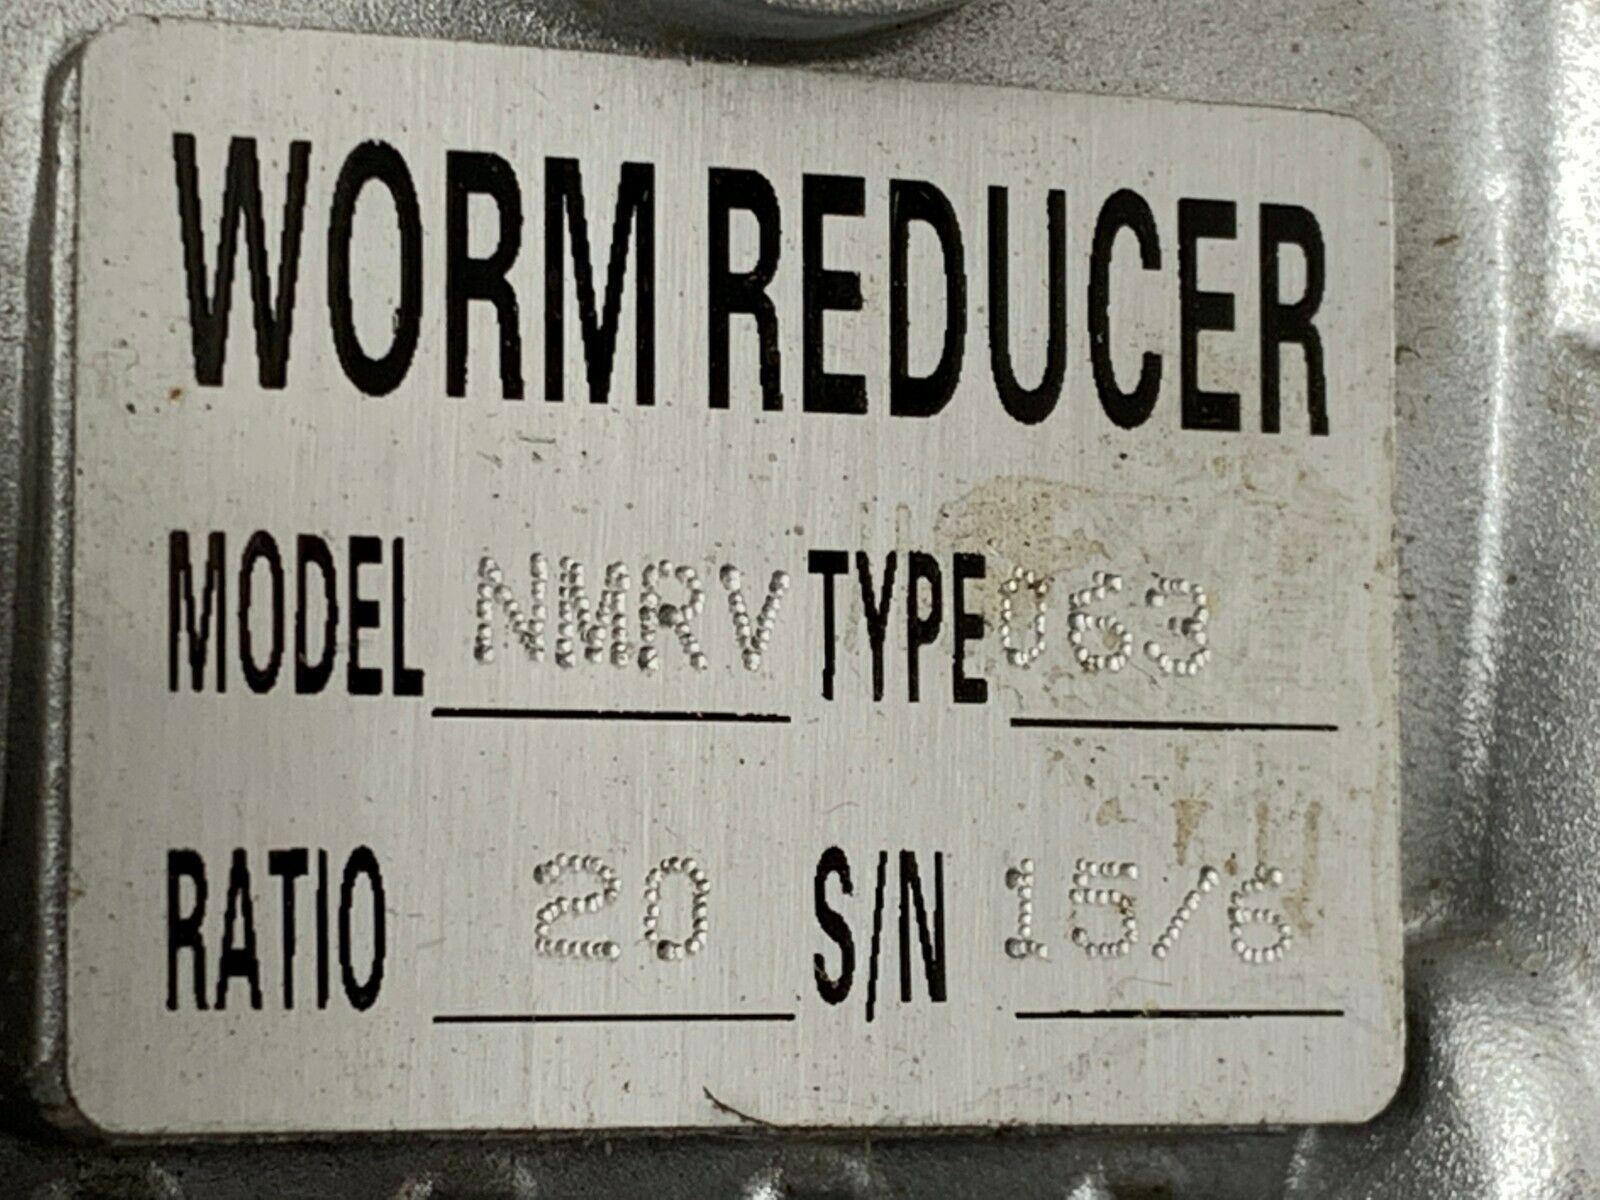 WORM REDUCER
MODEL NMRV TYPE 063
RATIO 20 S/N 15/6